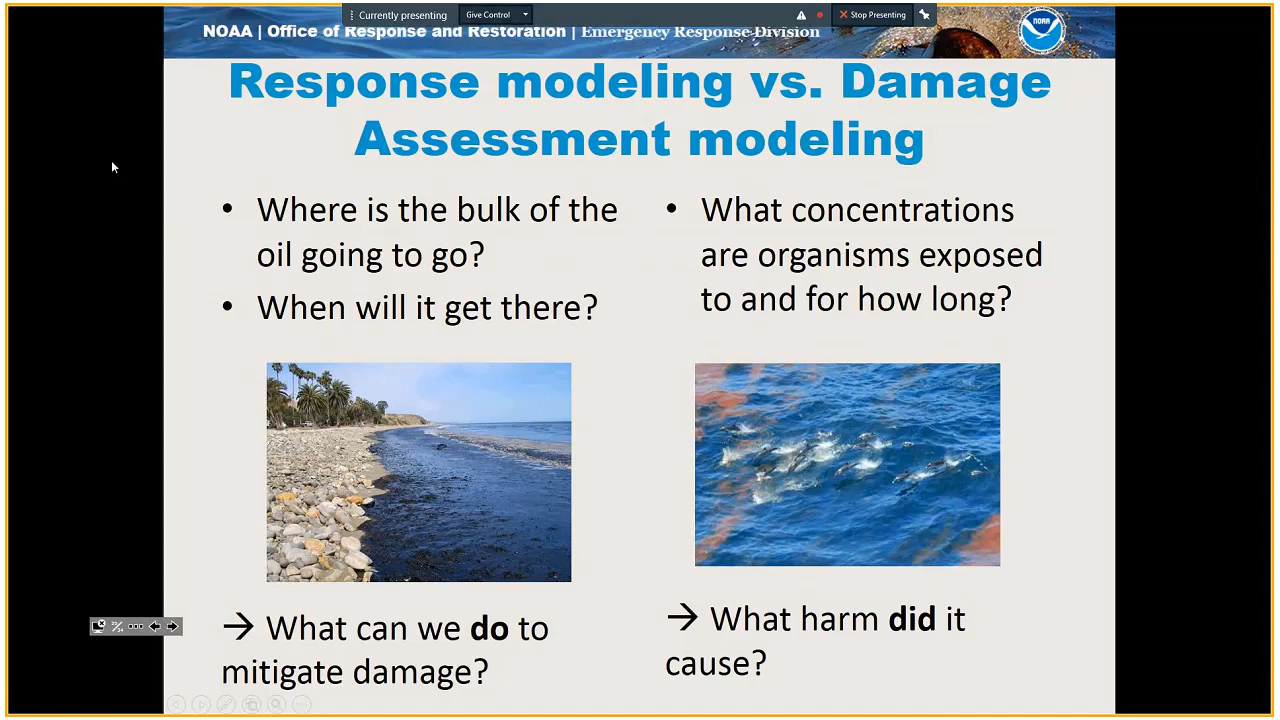 Currently presenting
Give Control
Stop Presenting
NOAA | Office of Response and Restoration | Emergency Response Division
NOAA
Response modeling vs. Damage
Assessment modeling
• Where is the bulk of the
oil going to go?
• When will it get there?
• What concentrations
are organisms exposed
to and for how long?
→ What can we do to
mitigate damage?
→ What harm did it
cause?